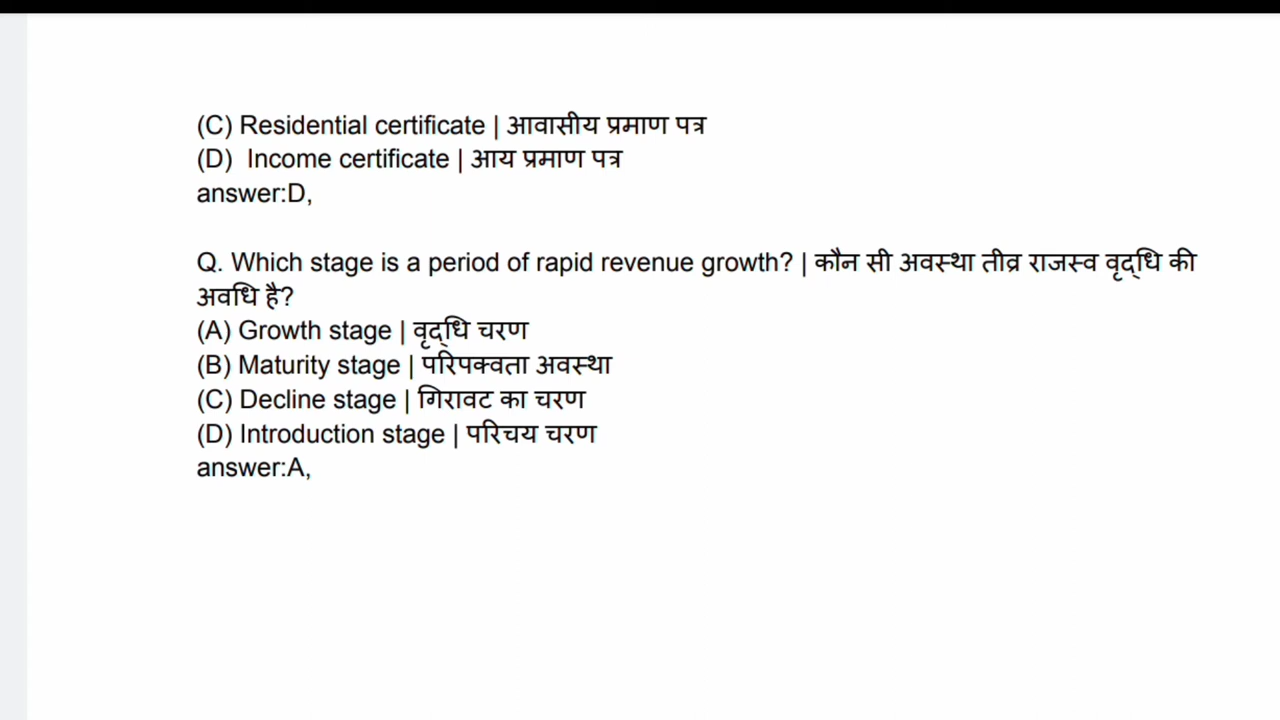 (C) Residential certificate | आवासीय प्रमाण पत्र
(D) Income certificate | आय प्रमाण पत्र
answer:D,
Q. Which stage is a period of rapid revenue growth? | कौन सी अवस्था तीव्र राजस्व वृद्धि की
अवधि है?
(A) Growth stage | वृद्धि चरण
(B) Maturity stage | परिपक्वता अवस्था
(C) Decline stage | गिरावट का चरण
(D) Introduction stage | परिचय चरण
answer:A,